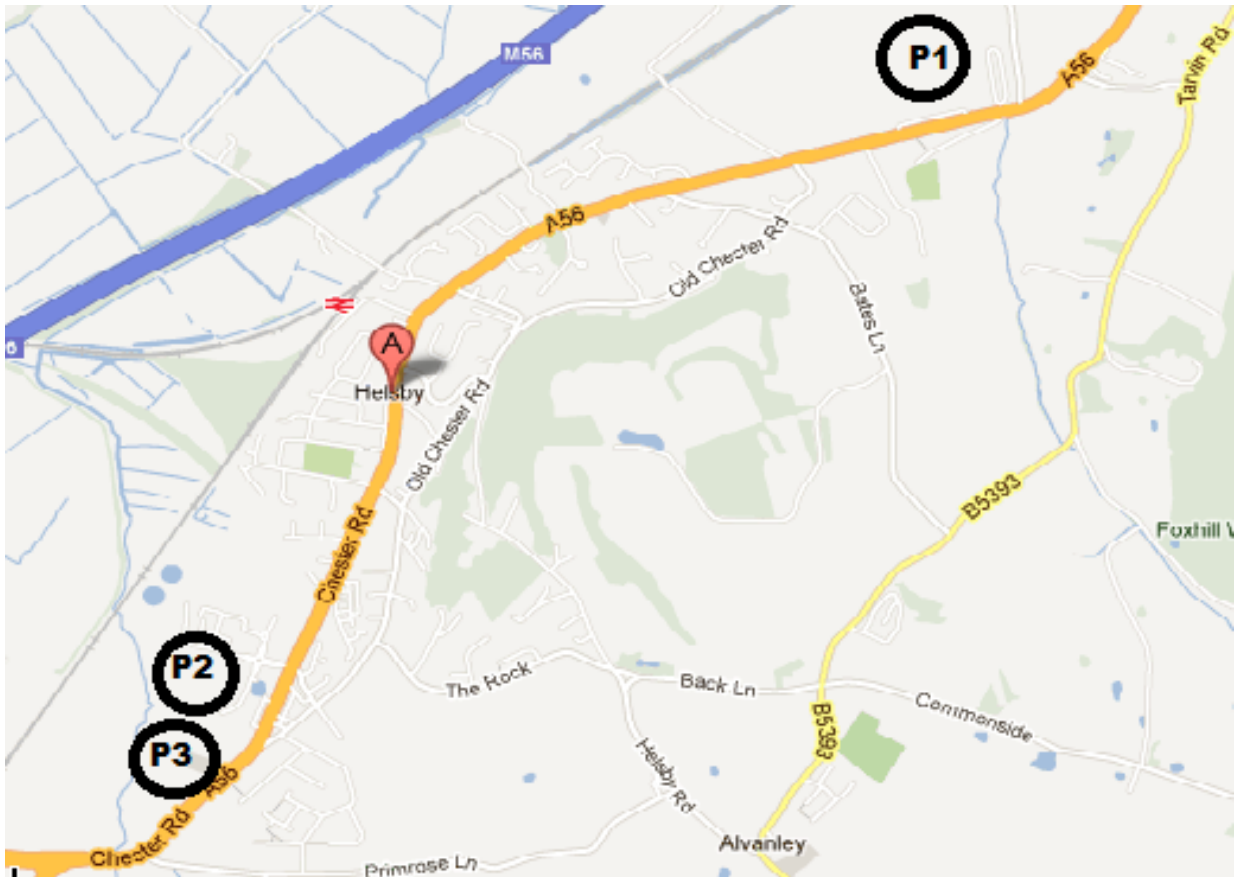 M56
P1
A56
Tarvin Rd
A56
Old Chester Rd
Bates Ln
A
Helsby
Old Chester Rd
B5393
Foxhill W
Chester Rd
P2
The Rock
Back Ln
Commonside
B5393
P3
A56
Helsby Rd
Chester Rd
Primrose Ln
Alvanley
6